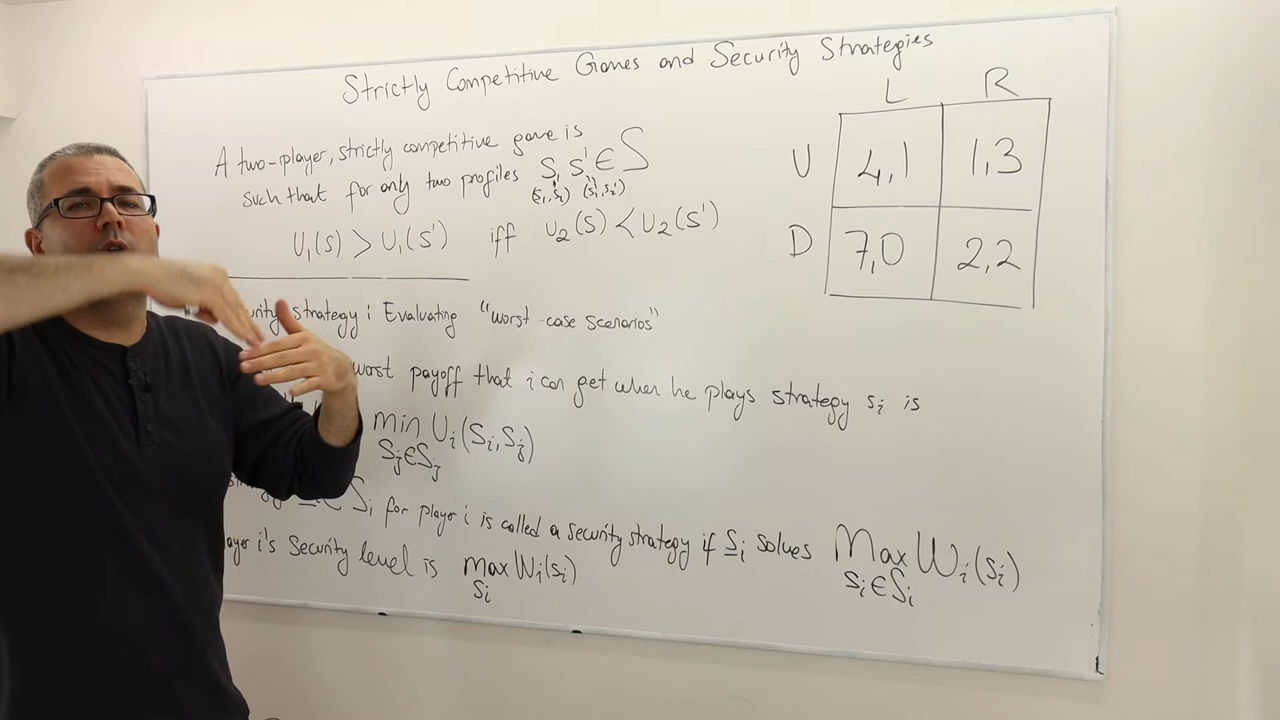 Strictly Competitive Games and Security Strategies
A two-player, strictly competitive game is
such that for any two profiles S, S' ∈ S
(s₁,s₂) (s₁',s₂')
U₁(s) > U₁(s') iff U₂(s) < U₂(s')
strategy: Evaluating "worst-case scenarios"
worst payoff that i can get when he plays strategy sᵢ is
min Uᵢ(Sᵢ,Sⱼ)
Sⱼ∈Sⱼ
Sᵢ for player i is called a security strategy if s̲ᵢ solves Max Wᵢ(sᵢ)
sᵢ∈Sᵢ
i's Security level is max Wᵢ(sᵢ)
sᵢ
L R
U 4,1 1,3
D 7,0 2,2